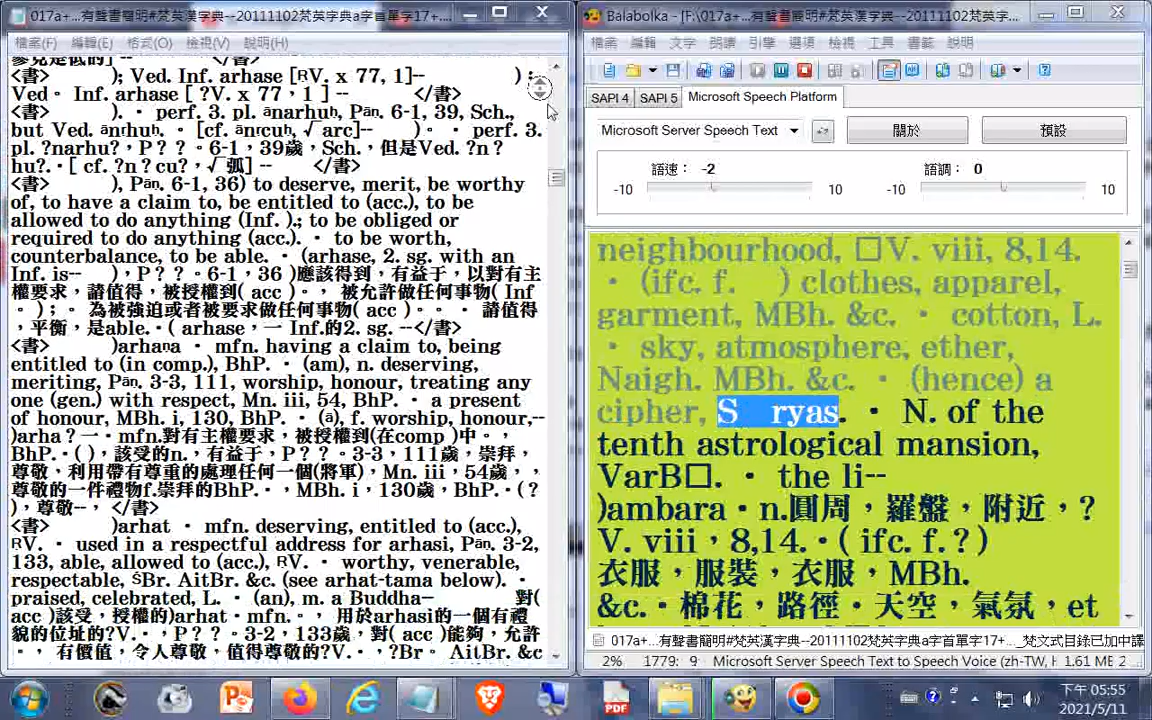 ...有聲書簡明#梵英漢字典--20111102梵英字典a字首單字17+...
檔案(F) 編輯(E) 格式(O) 檢視(V) 說明(H)
<書> ); Ved. Inf. arhase [RV. x 77, 1]-- ) ;
Ved。 Inf. arhase [ ?V. x 77，1 ] -- </書>
<書> ). • perf. 3. pl. ānarhuḥ, Pāṇ. 6-1, 39, Sch.,
but Ved. ānṛhuḥ. 。[cf. ānṛcuḥ, √ arc]-- )。 • perf. 3.
pl. ?narhu?，P？？。6-1，39歲，Sch.，但是Ved. ?n？
hu?.・[ cf. ?n？cu?，√弧] -- </書>
<書> ), Pāṇ. 6-1, 36) to deserve, merit, be worthy
of, to have a claim to, be entitled to (acc.), to be
allowed to do anything (Inf. ).; to be obliged or
required to do anything (acc.). • to be worth,
counterbalance, to be able. • (arhase, 2. sg. with an
Inf. is-- )，P？？。6-1，36 )應該得到，有益于，以對有主
權要求，請值得，被授權到( acc )。， 被允許做任何事物( Inf
。)；。 為被強迫或者被要求做任何事物( acc )。。・ 請值得
，平衡，是able.・( arhase，一 Inf.的2. sg. --</書>
<書> )arhaṇa • mfn. having a claim to, being
entitled to (in comp.), BhP. • (am), n. deserving,
meriting, Pāṇ. 3-3, 111, worship, honour, treating any
one (gen.) with respect, Mn. iii, 54, BhP. • a present
of honour, MBh. i, 130, BhP. • (ā), f. worship, honour,--
)arha？一・mfn.對有主權要求，被授權到(在comp )中。，
BhP.・( )，該受的n.，有益于，P？？。3-3，111歲，崇拜，
尊敬，利用帶有尊重的處理任何一個(將軍)，Mn. iii，54歲，，
尊敬的一件禮物f.崇拜的BhP.・，MBh. i，130歲，BhP.・(？
)，尊敬--，</書>
<書> )arhat • mfn. deserving, entitled to (acc.),
RV. • used in a respectful address for arhasi, Pāṇ. 3-2,
133, able, allowed to (acc.), RV. • worthy, venerable,
respectable, ŚBr. AitBr. &c. (see arhat-tama below). •
praised, celebrated, L. • (an), m. a Buddha-- 對(
acc )該受，授權的)arhat・mfn.。， 用於arhasi的一個有禮
貌的位址的?V.・，P？？。3-2，133歲，對( acc )能夠，允許
。， 有價值，令人尊敬，值得尊敬的?V.・，?Br。 AitBr. &c
Balabolka - [F:\017a+...有聲書簡明#梵英漢字典--20111102梵英字...
檔案 編輯 文字 朗讀 引擎 選項 檢視 工具 書籤 說明
SAPI 4 SAPI 5 Microsoft Speech Platform
Microsoft Server Speech Text 關於 預設
語速： -2 語調： 0
-10 10 -10 10
neighbourhood, □V. viii, 8,14.
• (ifc. f. ) clothes, apparel,
garment, MBh. &c. • cotton, L.
• sky, atmosphere, ether,
Naigh. MBh. &c. • (hence) a
cipher, S ryas. • N. of the
tenth astrological mansion,
VarB□. • the li--
)ambara・n.圓周，羅盤，附近，?
V. viii，8,14.・( ifc. f.？)
衣服，服裝，衣服，MBh.
&c.・棉花，路徑・天空，氣氛，et
017a+...有聲書簡明#梵英漢字典--20111102梵英字典a字首單字17+..._梵文式目錄已加中譯
2% 1779: 9 Microsoft Server Speech Text to Speech Voice (zh-TW, H 1.61 MB 2
PDF
下午 05:55
2021/5/11